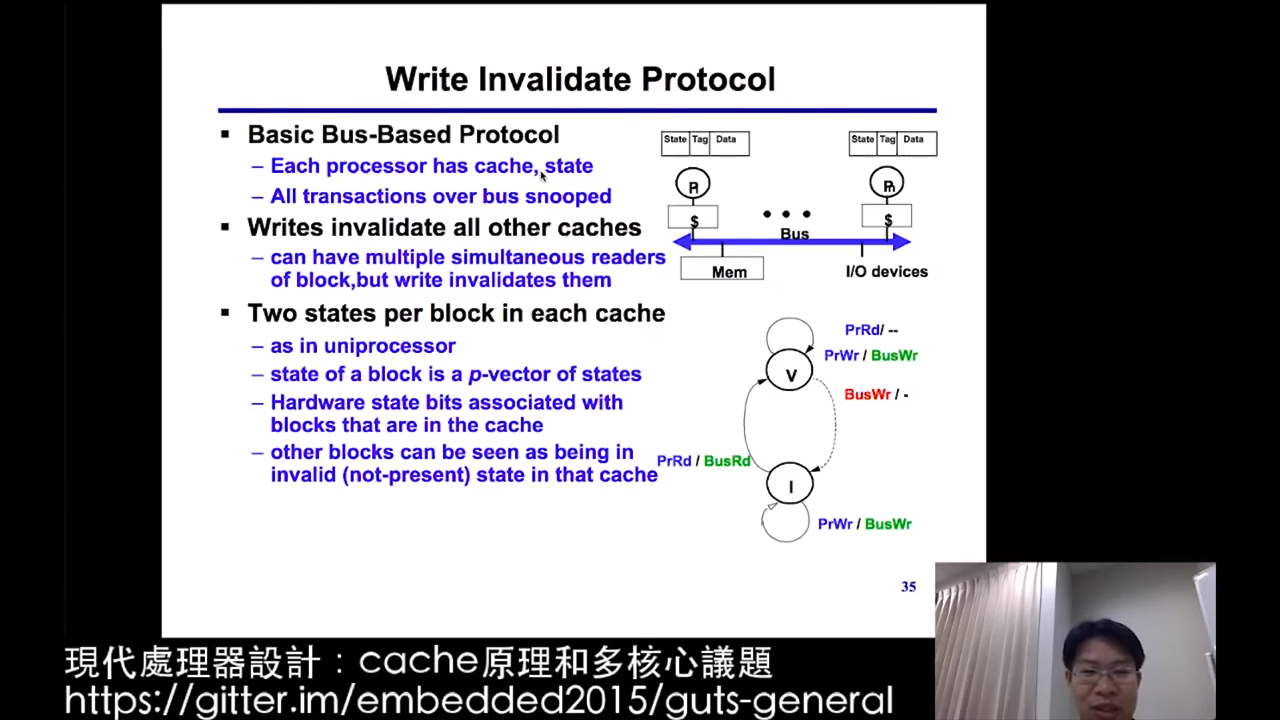 Write Invalidate Protocol
▪ Basic Bus-Based Protocol
– Each processor has cache, state
– All transactions over bus snooped
▪ Writes invalidate all other caches
– can have multiple simultaneous readers
of block,but write invalidates them
▪ Two states per block in each cache
– as in uniprocessor
– state of a block is a p-vector of states
– Hardware state bits associated with
blocks that are in the cache
– other blocks can be seen as being in
invalid (not-present) state in that cache
State Tag Data
State Tag Data
$
$
Bus
Mem
I/O devices
PrRd/ --
PrWr / BusWr
V
BusWr / -
PrRd / BusRd
I
PrWr / BusWr
35
現代處理器設計：cache原理和多核心議題
https://gitter.im/embedded2015/guts-general